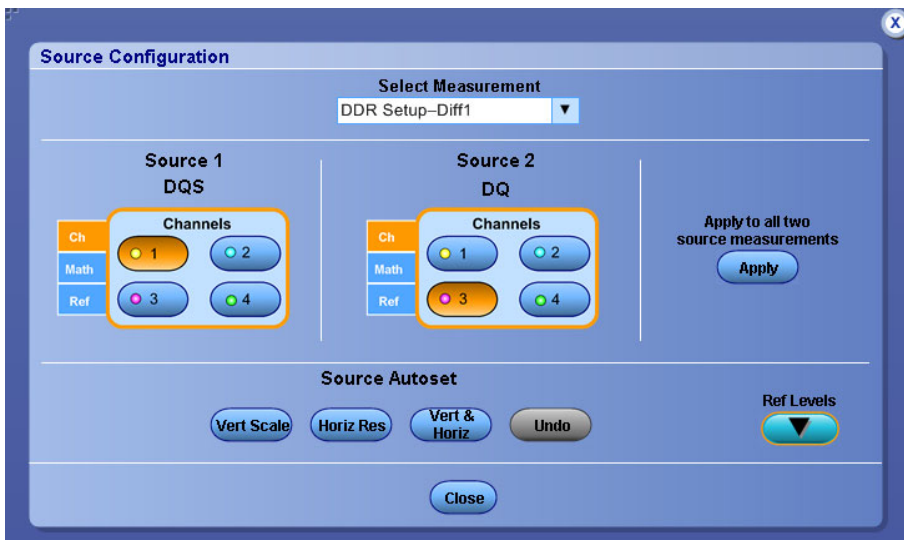 X
Source Configuration
Select Measurement
DDR Setup–Diff1
Source 1
DQS
Ch
Math
Ref
Channels
1
2
3
4
Source 2
DQ
Ch
Math
Ref
Channels
1
2
3
4
Apply to all two
source measurements
Apply
Source Autoset
Vert Scale
Horiz Res
Vert &
Horiz
Undo
Ref Levels
Close